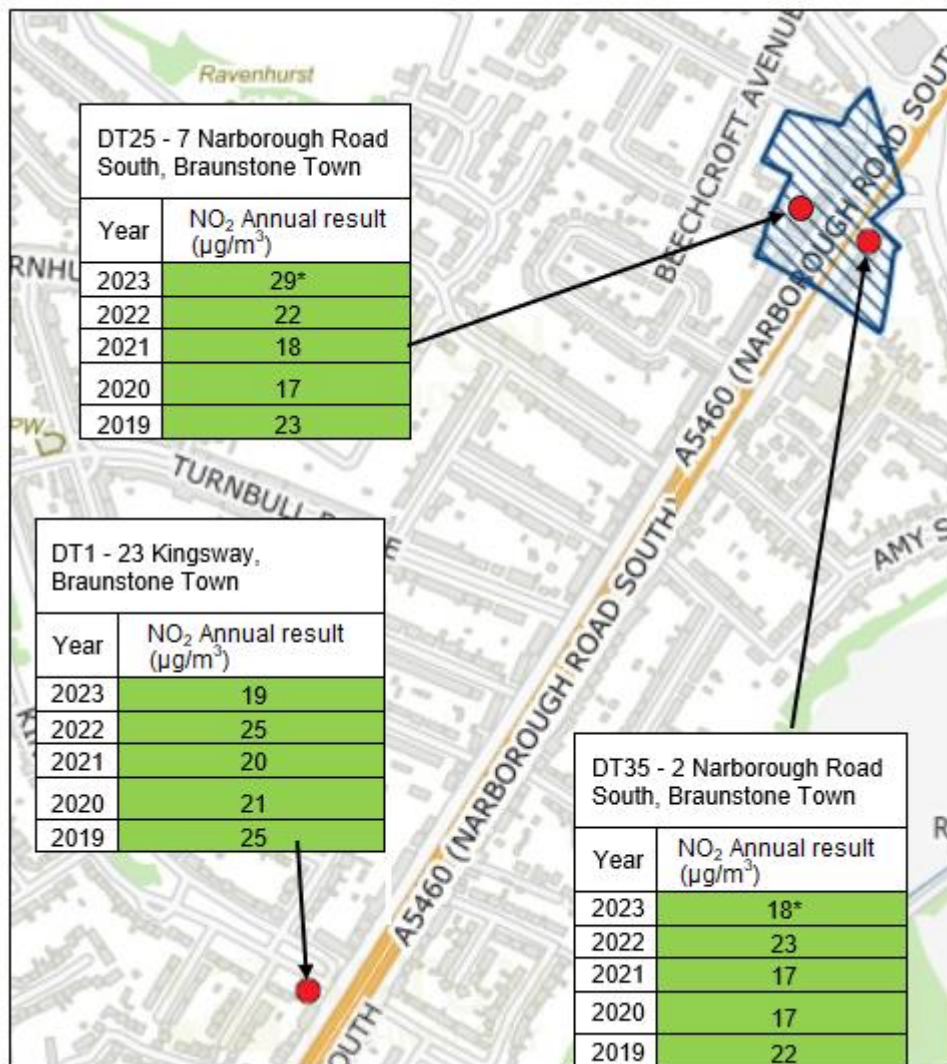 Ravenhurst
BEECHCROFT AVENUE
A5460 (NARBOROUGH ROAD SOUTH)
DT25 - 7 Narborough Road
South, Braunstone Town
Year NO₂ Annual result
(µg/m³)
2023 29*
2022 22
2021 18
2020 17
2019 23
PW
TURNBULL
AMY S
A5460 (NARBOROUGH ROAD SOUTH)
DT1 - 23 Kingsway,
Braunstone Town
Year NO₂ Annual result
(µg/m³)
2023 19
2022 25
2021 20
2020 21
2019 25
DT35 - 2 Narborough Road
South, Braunstone Town
Year NO₂ Annual result
(µg/m³)
2023 18*
2022 23
2021 17
2020 17
2019 22
OUTH